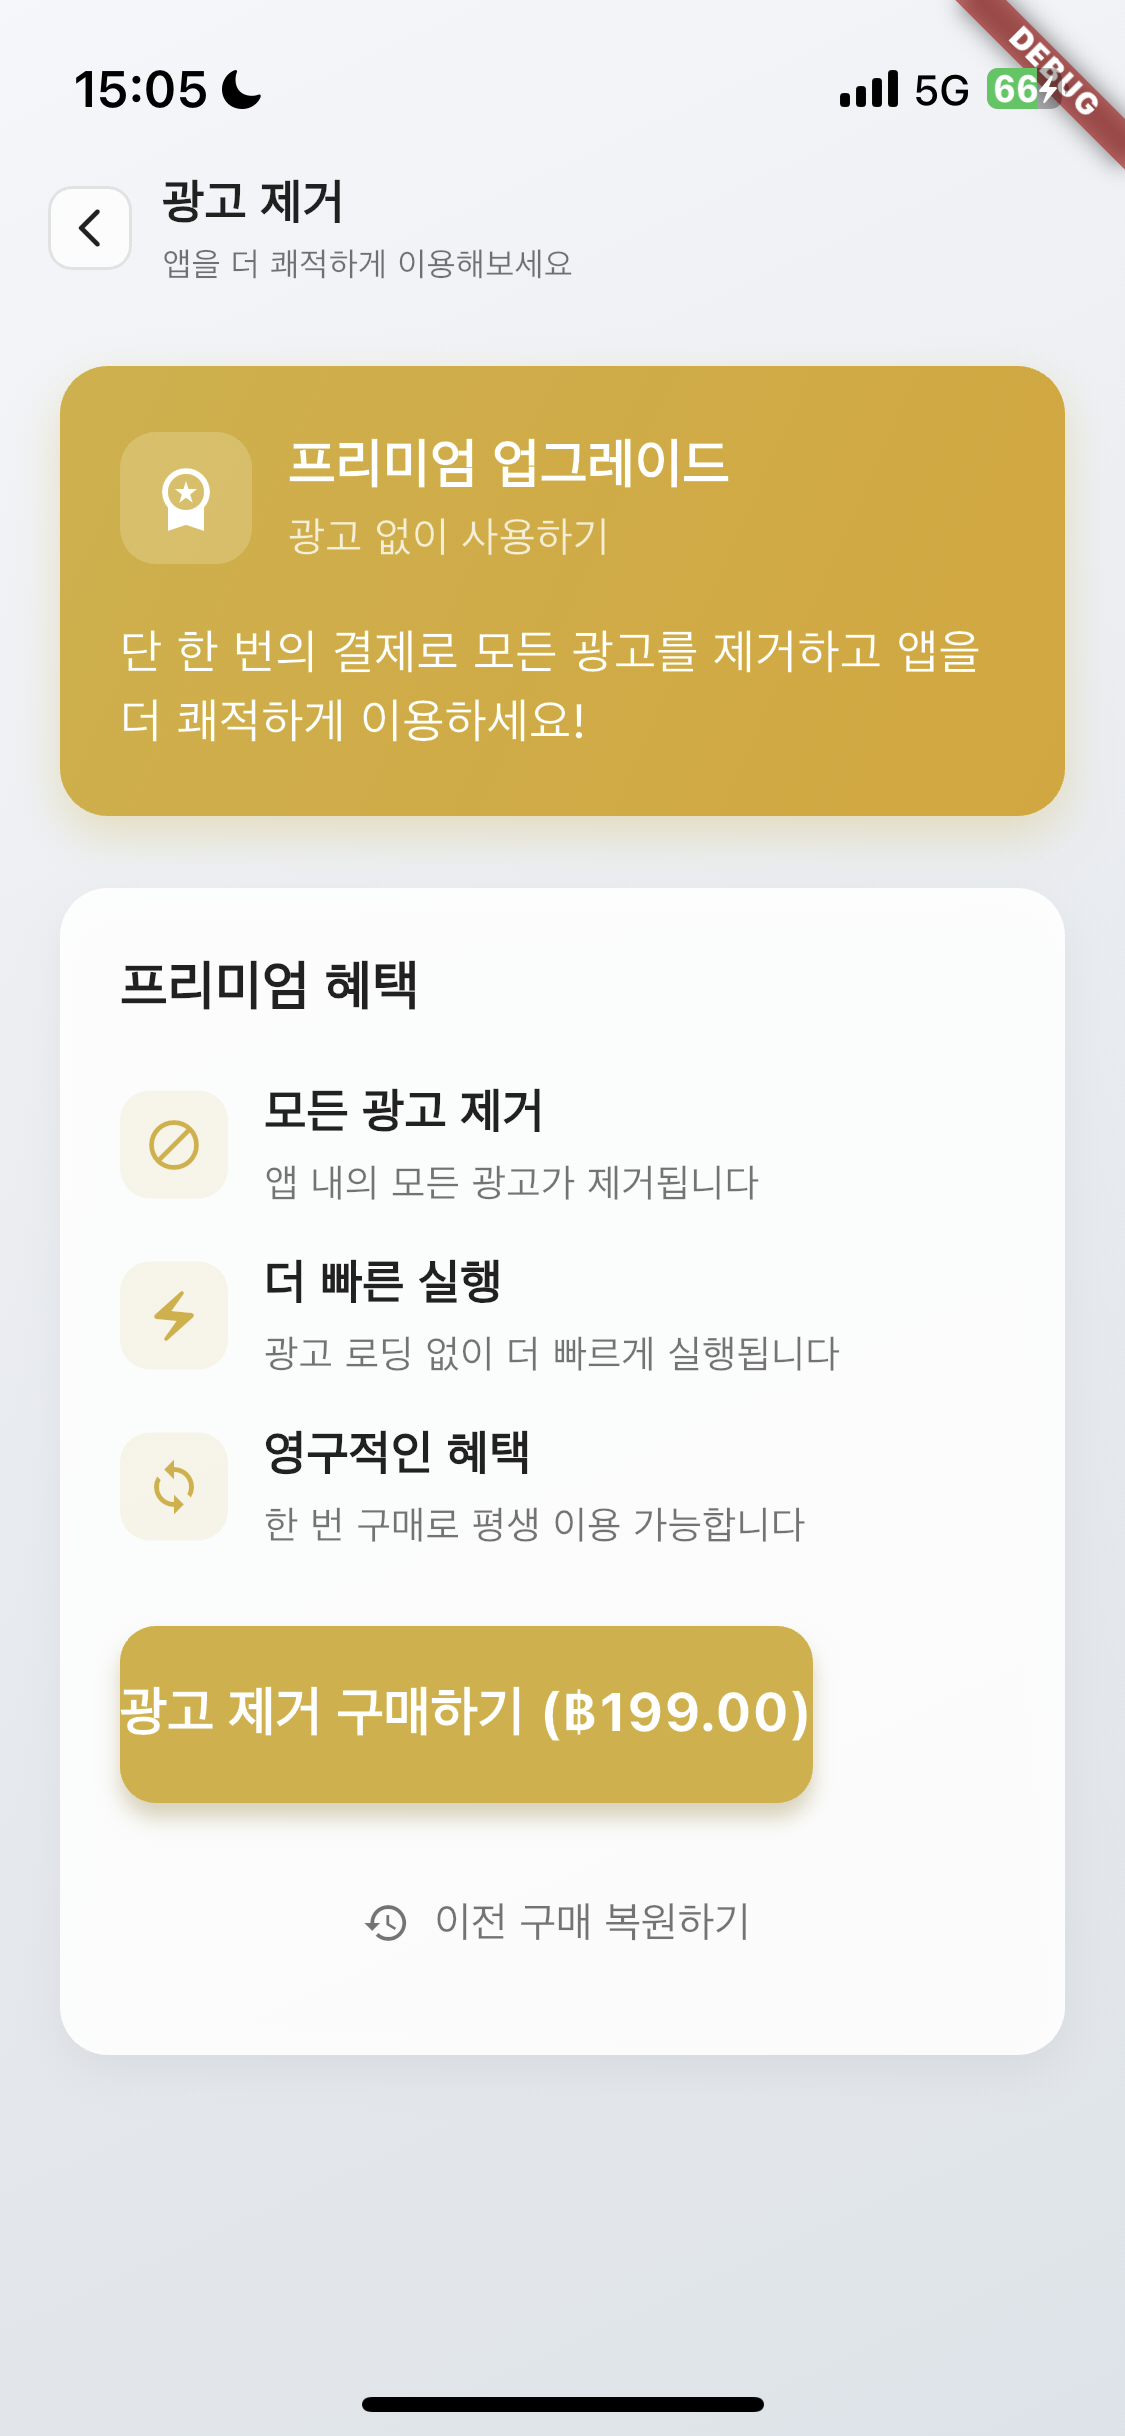 15:05
5G
66
DEBUG
광고 제거
앱을 더 쾌적하게 이용해보세요
프리미엄 업그레이드
광고 없이 사용하기
단 한 번의 결제로 모든 광고를 제거하고 앱을
더 쾌적하게 이용하세요!
프리미엄 혜택
모든 광고 제거
앱 내의 모든 광고가 제거됩니다
더 빠른 실행
광고 로딩 없이 더 빠르게 실행됩니다
영구적인 혜택
한 번 구매로 평생 이용 가능합니다
광고 제거 구매하기 (฿199.00)
이전 구매 복원하기